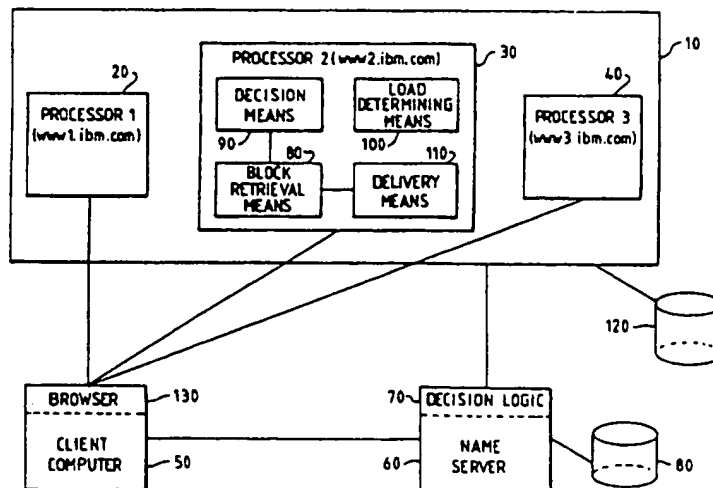 10
PROCESSOR 2 (www2.ibm.com)
30
20
PROCESSOR 1
(www1.ibm.com)
DECISION
MEANS
90
LOAD
DETERMINING
MEANS
100
40
PROCESSOR 3
(www3.ibm.com)
80
BLOCK
RETRIEVAL
MEANS
110
DELIVERY
MEANS
120
BROWSER
130
CLIENT
COMPUTER
50
70
DECISION LOGIC
NAME
SERVER
60
80